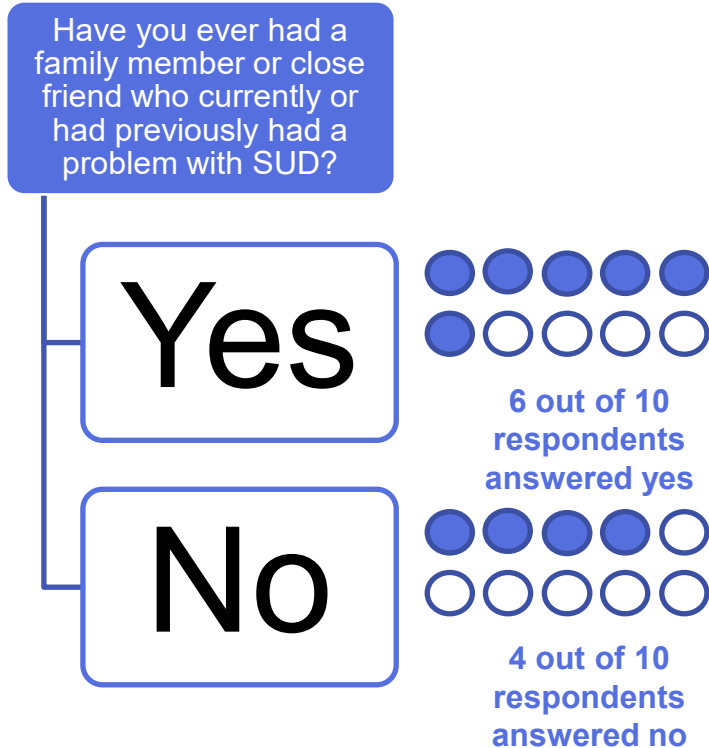 Have you ever had a
family member or close
friend who currently or
had previously had a
problem with SUD?
Yes
6 out of 10
respondents
answered yes
No
4 out of 10
respondents
answered no